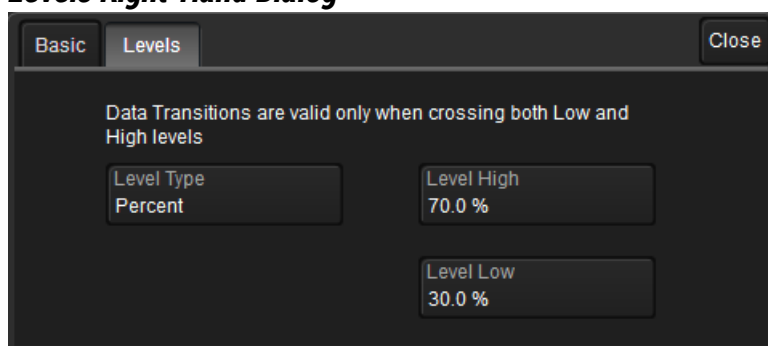 Levels Right-Hand Dialog
Basic
Levels
Close
Data Transitions are valid only when crossing both Low and
High levels
Level Type
Percent
Level High
70.0 %
Level Low
30.0 %